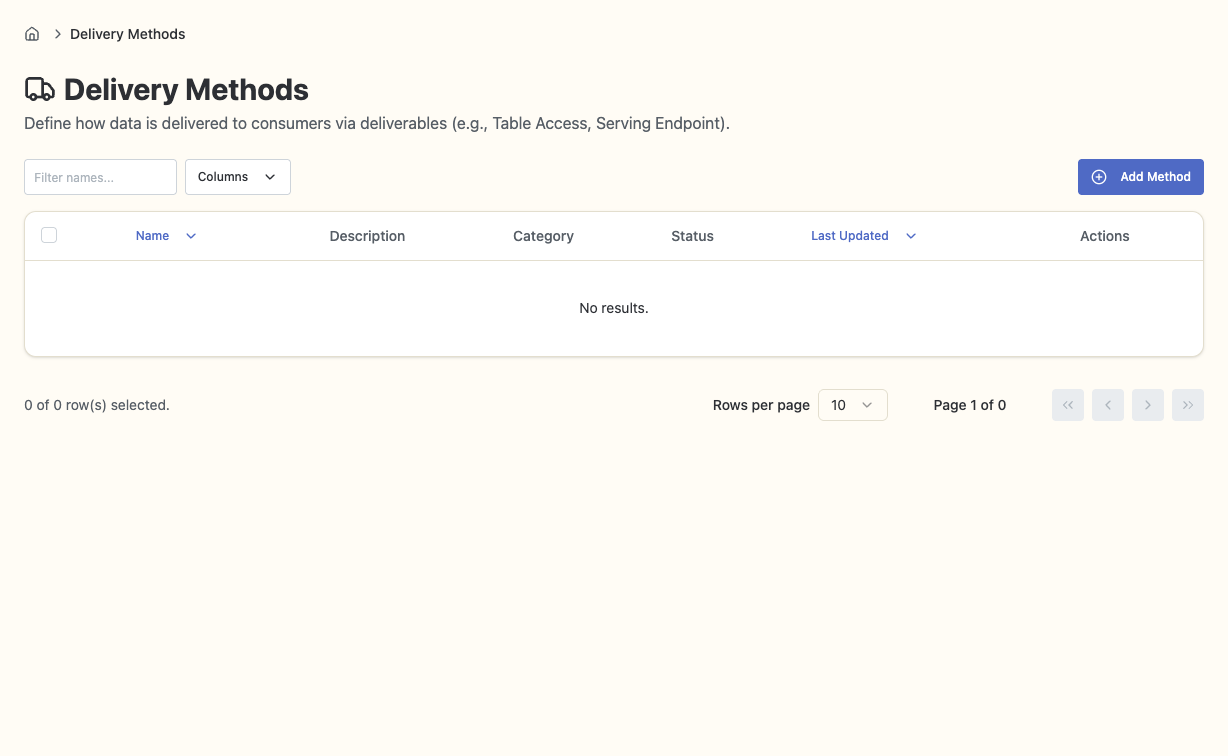 Delivery Methods
Delivery Methods
Define how data is delivered to consumers via deliverables (e.g., Table Access, Serving Endpoint).
Filter names... Columns Add Method
Name Description Category Status Last Updated Actions
No results.
0 of 0 row(s) selected. Rows per page 10 Page 1 of 0